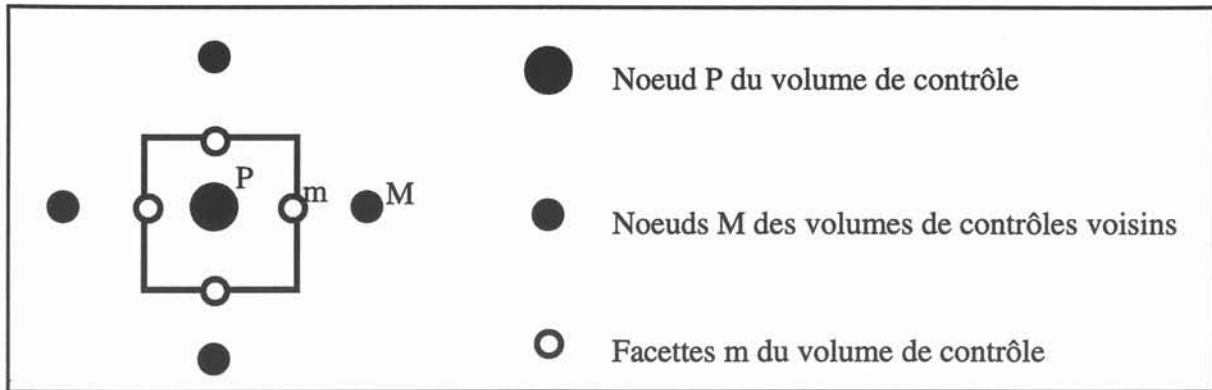 Noeud P du volume de contrôle
P
m
M
Noeuds M des volumes de contrôles voisins
Facettes m du volume de contrôle